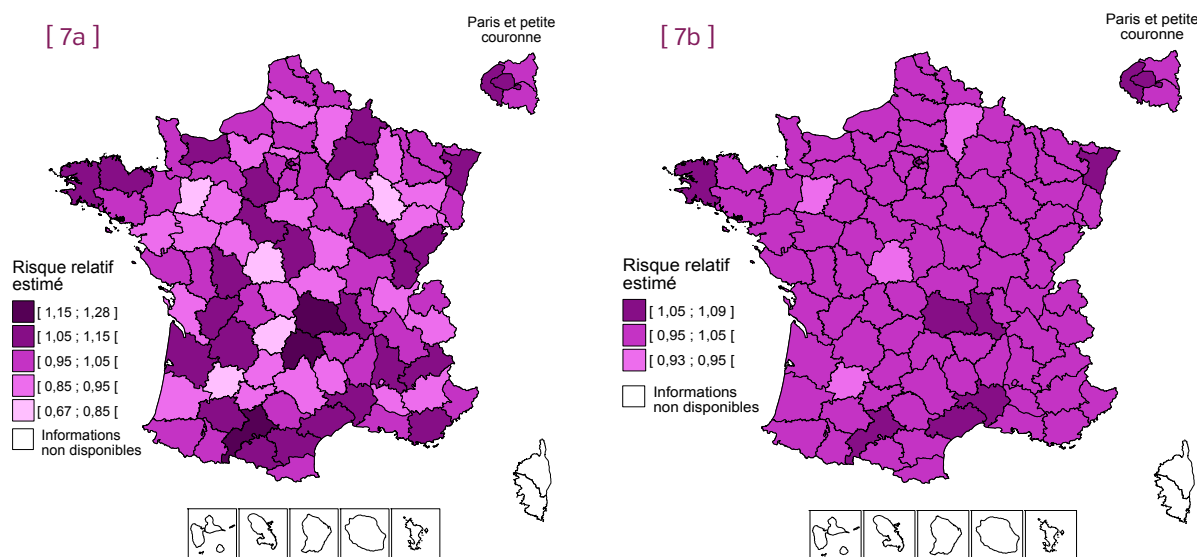 [ 7a ]
Paris et petite
couronne
Risque relatif
estimé
[ 1,15 ; 1,28 ]
[ 1,05 ; 1,15 [
[ 0,95 ; 1,05 [
[ 0,85 ; 0,95 [
[ 0,67 ; 0,85 [
Informations
non disponibles
[ 7b ]
Paris et petite
couronne
Risque relatif
estimé
[ 1,05 ; 1,09 ]
[ 0,95 ; 1,05 [
[ 0,93 ; 0,95 [
Informations
non disponibles